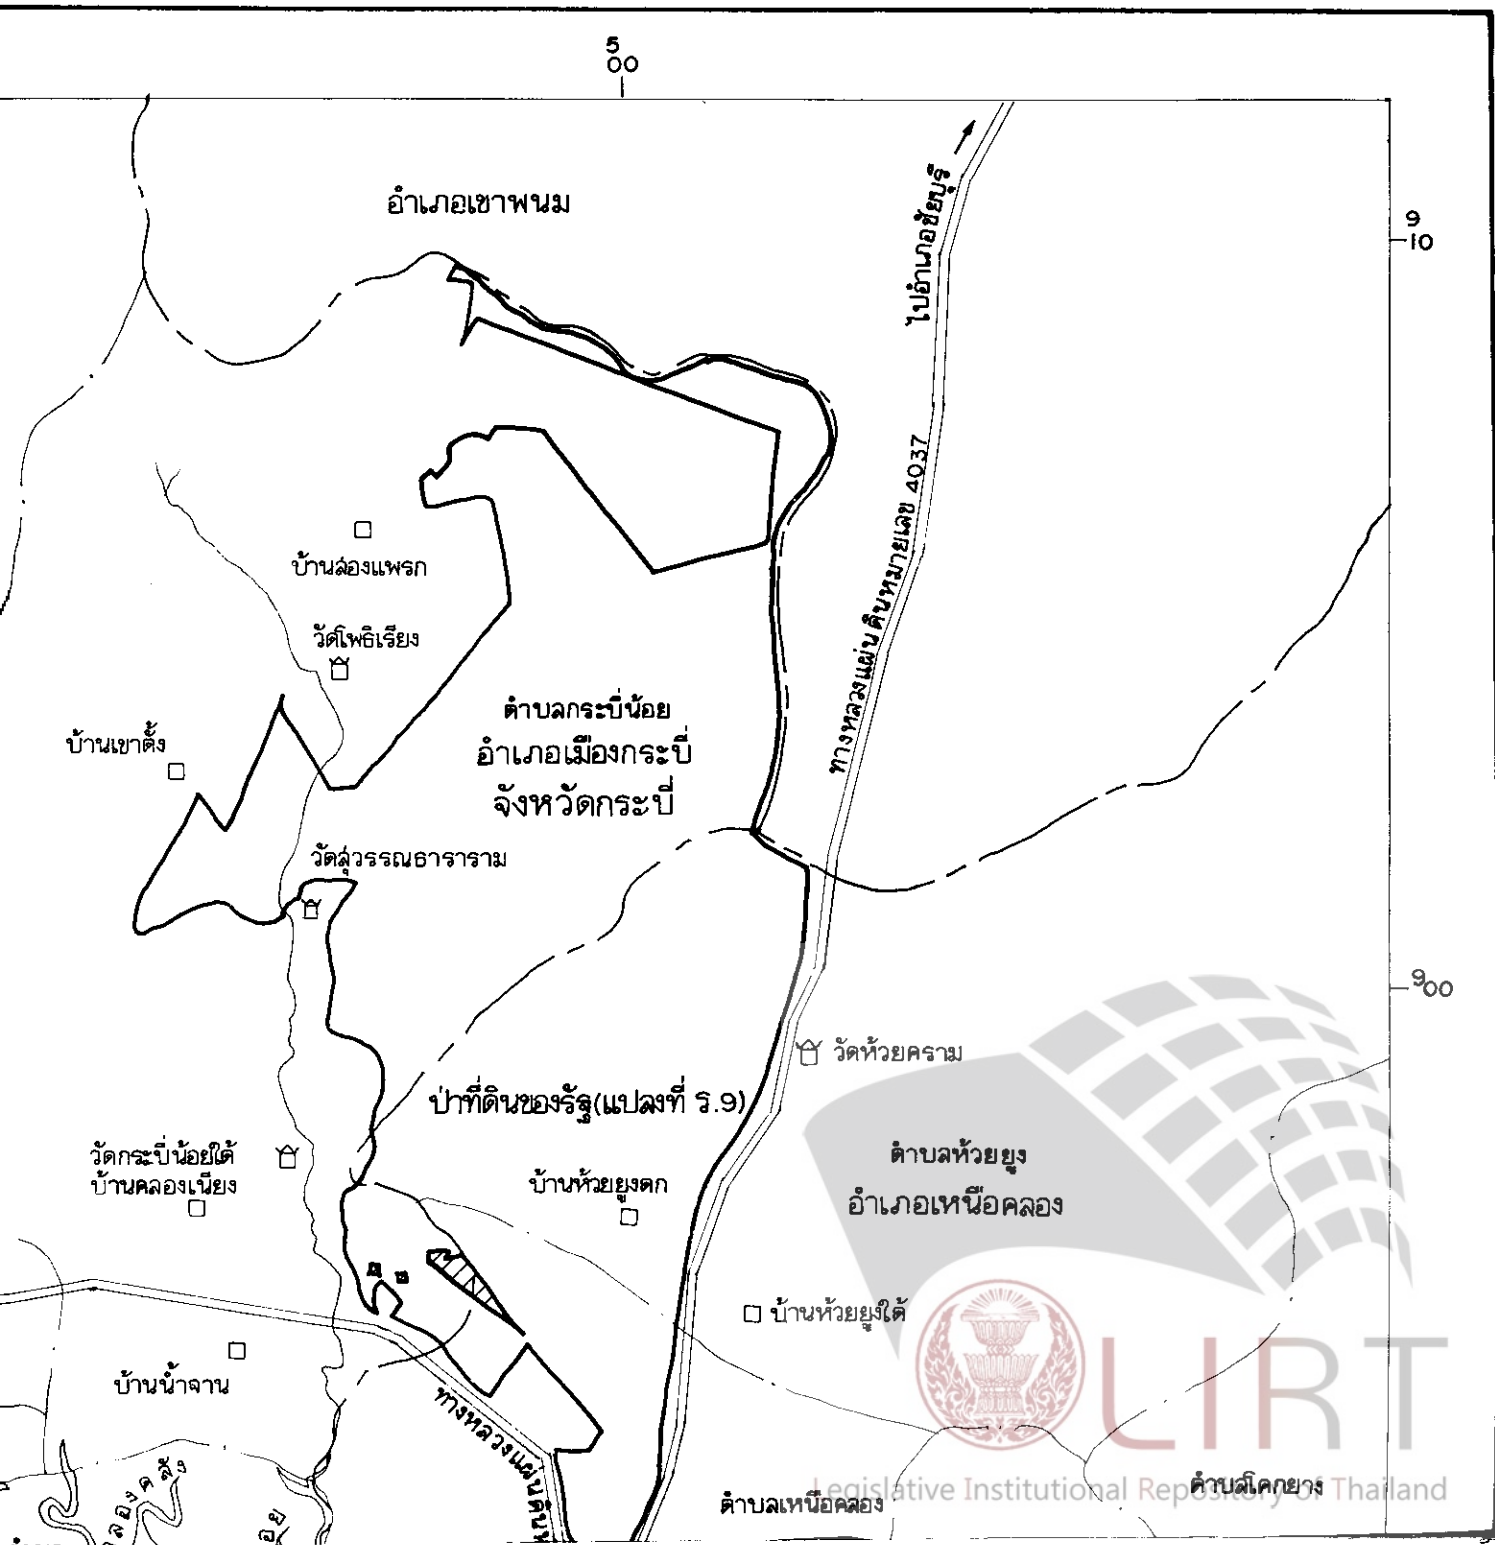 5
00
อำเภอเขาพนม
ไปอำเภอชัยบุรี
9
10
ทางหลวงแผ่นดินหมายเลข 4037
บ้านล่องแพรก
วัดโพธิเรียง
ตำบลกระบี่น้อย
อำเภอเมืองกระบี่
จังหวัดกระบี่
บ้านเขาตั้ง
วัดสุวรรณธาราราม
9
00
วัดห้วยคราม
ป่าที่ดินของรัฐ(แปลงที่ ร.9)
วัดกระบี่น้อยใต้
บ้านคลองเนียง
บ้านห้วยยูงตก
ตำบลห้วยยูง
อำเภอเหนือคลอง
บ้านห้วยยูงใต้
บ้านน้ำจาน
ทางหลวงแผ่นดินห
LIRT
Legislative Institutional Repository of Thailand
ตำบลเหนือคลอง
ตำบลโคกยาง